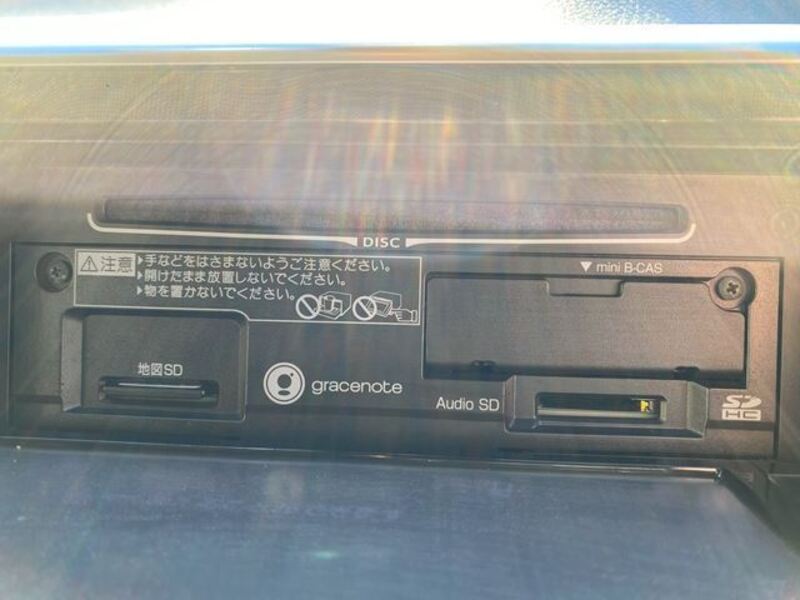 DISC
⚠注意
▶手などをはさまないようご注意ください。
▶開けたまま放置しないでください。
▶物を置かないでください。
▼ mini B-CAS
地図SD
gracenote
Audio SD
SD
HC